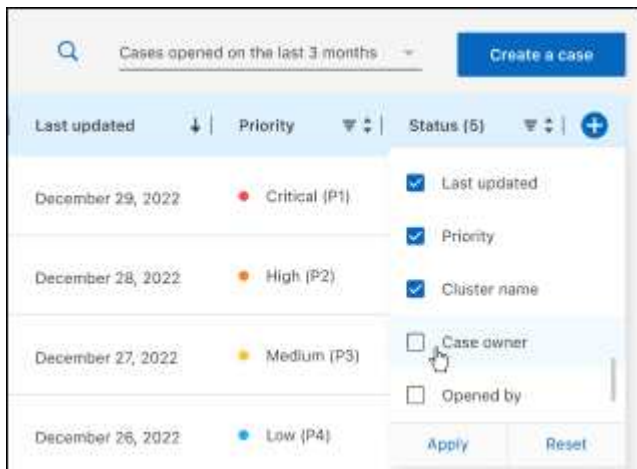 Cases opened on the last 3 months
Create a case
Last updated
Priority
Status (5)
Last updated
December 29, 2022
Critical (P1)
Priority
December 28, 2022
High (P2)
Cluster name
Case owner
December 27, 2022
Medium (P3)
Opened by
December 26, 2022
Low (P4)
Apply
Reset